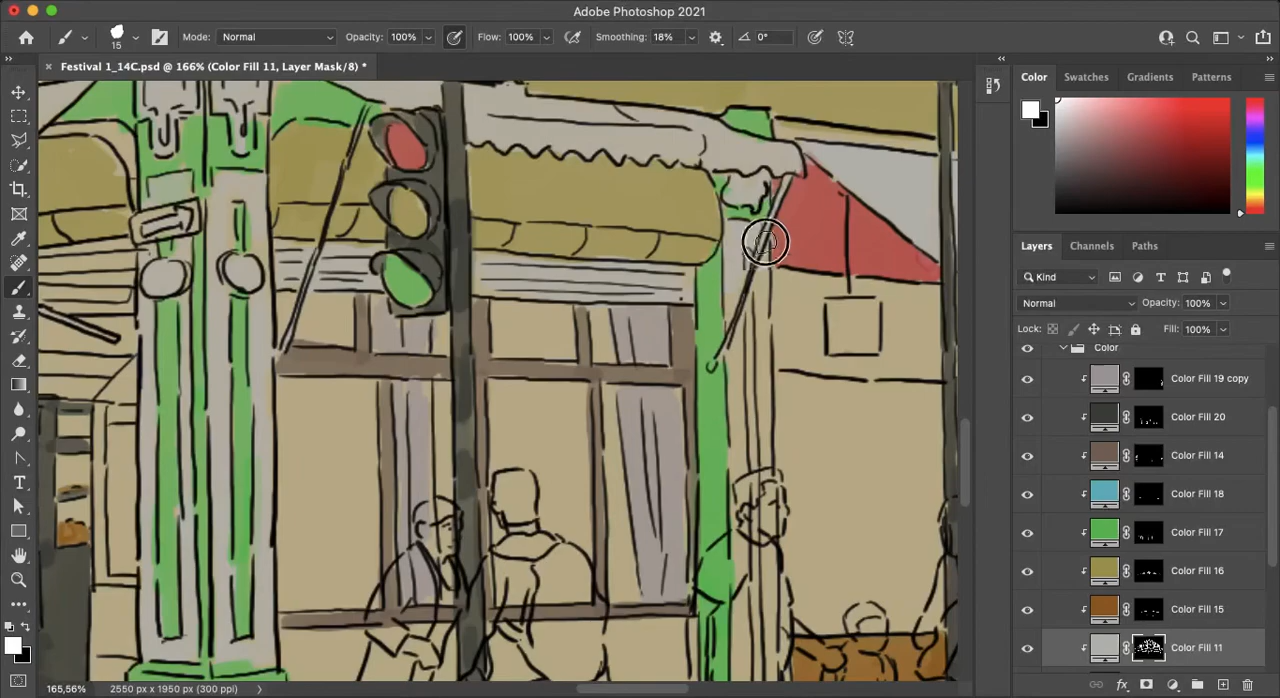 Adobe Photoshop 2021
15
Mode: Normal
Opacity: 100%
Flow: 100%
Smoothing: 18%
0°
Festival 1_14C.psd @ 166% (Color Fill 11, Layer Mask/8) *
Color
Swatches
Gradients
Patterns
Layers
Channels
Paths
Kind
Normal
Opacity: 100%
Lock:
Fill: 100%
Color
Color Fill 19 copy
Color Fill 20
Color Fill 14
Color Fill 18
Color Fill 17
Color Fill 16
Color Fill 15
Color Fill 11
165,56%
2550 px x 1950 px (300 ppi)